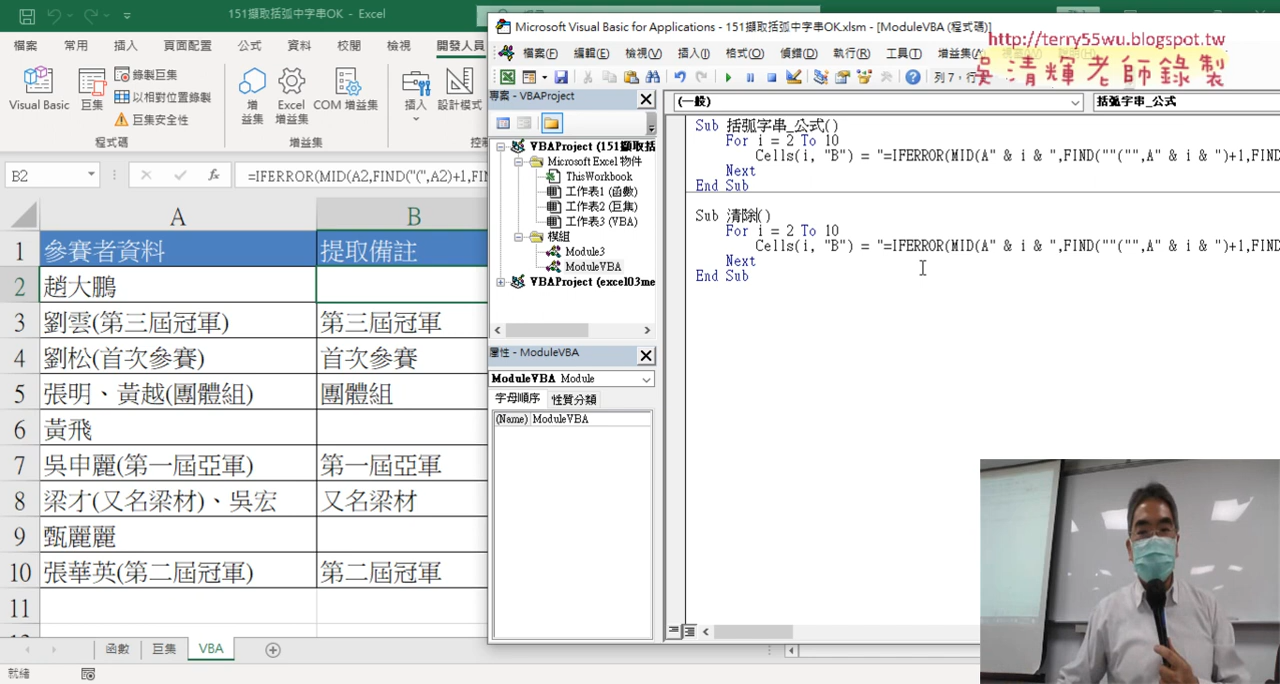 151擷取括弧中字串OK - Excel
檔案 常用 插入 頁面配置 公式 資料 校閱 檢視 開發人員
Visual Basic
巨集
錄製巨集
以相對位置錄製
巨集安全性
程式碼
增益集
Excel 增益集
COM 增益集
增益集
插入
設計模式
B2
=IFERROR(MID(A2,FIND("(",A2)+1,FIN
A B
1 參賽者資料 提取備註
2 趙大鵬
3 劉雲(第三屆冠軍) 第三屆冠軍
4 劉松(首次參賽) 首次參賽
5 張明、黃越(團體組) 團體組
6 黃飛
7 吳申麗(第一屆亞軍) 第一屆亞軍
8 梁才(又名梁材)、吳宏 又名梁材
9 甄麗麗
10 張華英(第二屆冠軍) 第二屆冠軍
11
函數 巨集 VBA
就緒
Microsoft Visual Basic for Applications - 151擷取括弧中字串OK.xlsm - [ModuleVBA (程式碼)]
檔案(F) 編輯(E) 檢視(V) 插入(I) 格式(O) 偵錯(D) 執行(R) 工具(T) 增益集(A)
http://terry55wu.blogspot.tw
吳清輝老師錄製
專案 - VBAProject
VBAProject (151擷取括
Microsoft Excel 物件
ThisWorkbook
工作表1 (函數)
工作表2 (巨集)
工作表3 (VBA)
模組
Module3
ModuleVBA
VBAProject (excel03me
屬性 - ModuleVBA
ModuleVBA Module
字母順序 性質分類
(Name) ModuleVBA
(一般) 括弧字串_公式
Sub 括弧字串_公式()
For i = 2 To 10
Cells(i, "B") = "=IFERROR(MID(A" & i & ",FIND(""("",A" & i & ")+1,FIND
Next
End Sub
Sub 清除()
For i = 2 To 10
Cells(i, "B") = "=IFERROR(MID(A" & i & ",FIND(""("",A" & i & ")+1,FIND
Next
End Sub